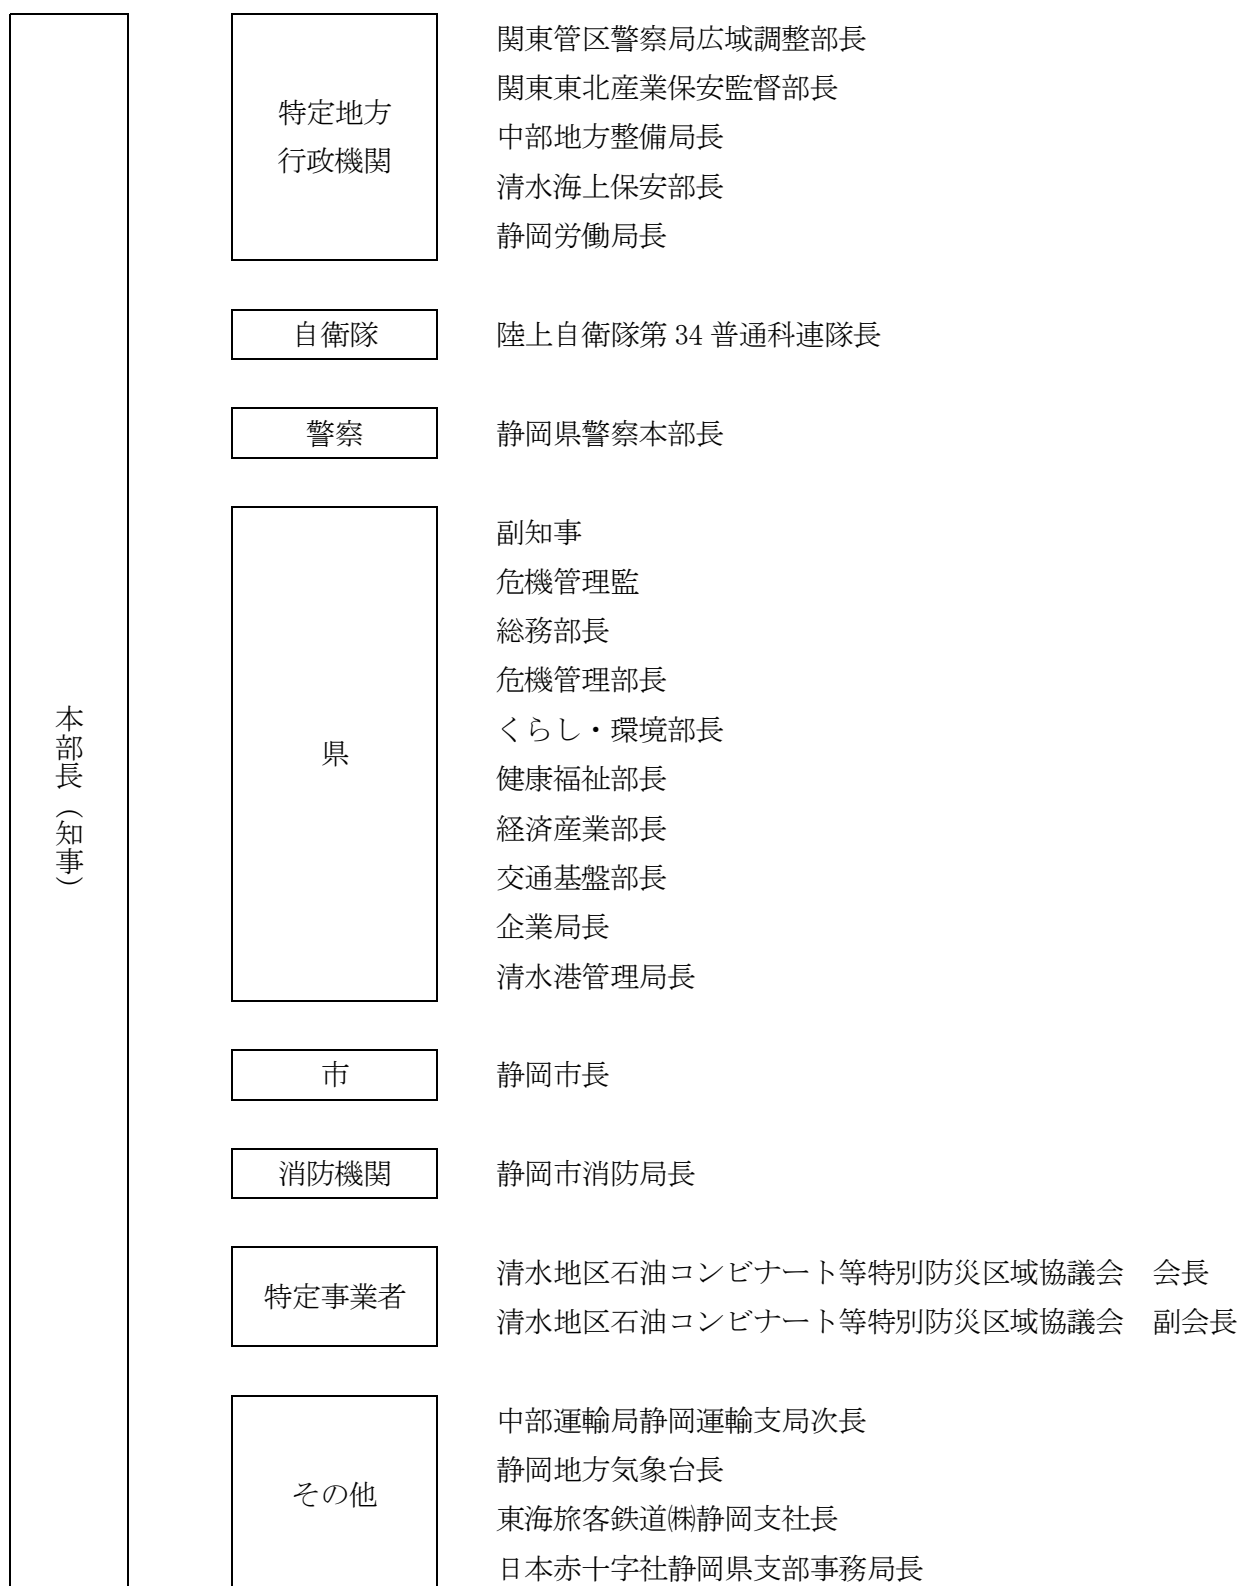 本部長（知事）
特定地方
行政機関
関東管区警察局広域調整部長
関東東北産業保安監督部長
中部地方整備局長
清水海上保安部長
静岡労働局長
自衛隊
陸上自衛隊第 34 普通科連隊長
警察
静岡県警察本部長
県
副知事
危機管理監
総務部長
危機管理部長
くらし・環境部長
健康福祉部長
経済産業部長
交通基盤部長
企業局長
清水港管理局長
市
静岡市長
消防機関
静岡市消防局長
特定事業者
清水地区石油コンビナート等特別防災区域協議会　会長
清水地区石油コンビナート等特別防災区域協議会　副会長
その他
中部運輸局静岡運輸支局次長
静岡地方気象台長
東海旅客鉄道㈱静岡支社長
日本赤十字社静岡県支部事務局長